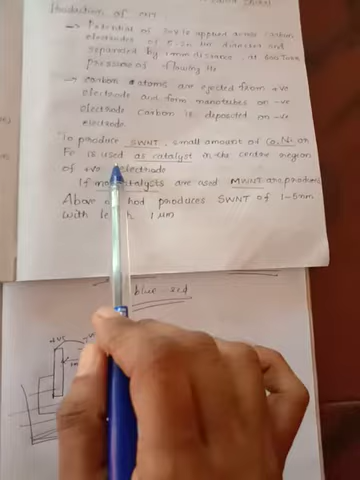 Production of CNT
→ Potential of 20V is applied across carbon
electrodes of 5-20 μm diameter and
separated by 1mm distance at 500 Torr
pressure of flowing He
→ Carbon atoms are ejected from +ve
electrode and form nanotubes on -ve
electrode carbon is deposited on -ve
electrode.
To produce SWNT, small amount of Co, Ni or
Fe is used as catalyst in the centre region
of +ve electrode
If no catalysts are used MWNT are produced
Above method produces SWNT of 1-5nm
with length 1 μm
blue
+ve